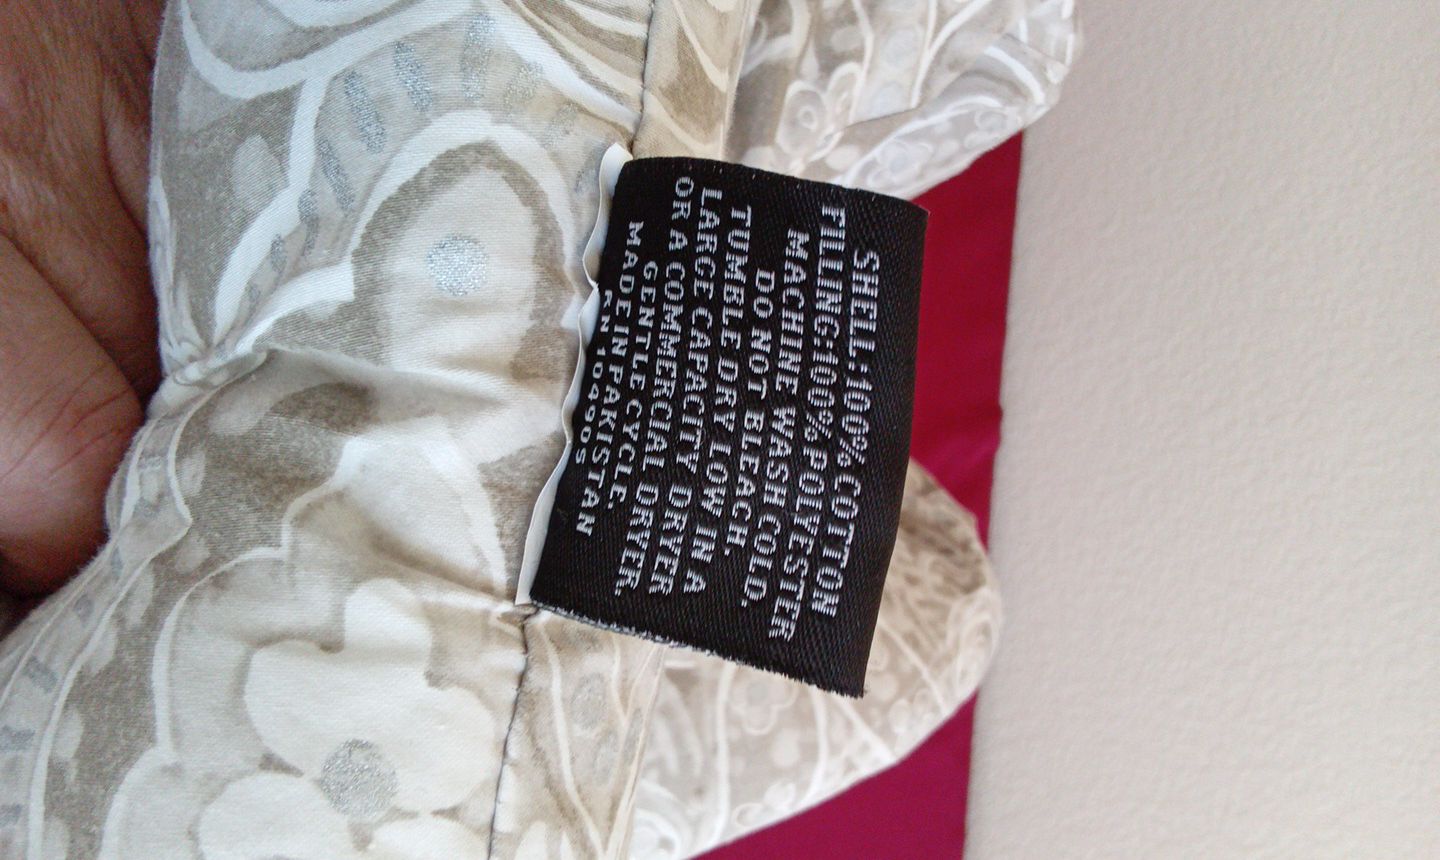 SHELL:100% COTTON
FILLING:100% POLYESTER
MACHINE WASH COLD.
DO NOT BLEACH.
TUMBLE DRY LOW IN A
LARGE CAPACITY DRYER
OR A COMMERCIAL DRYER.
GENTLE CYCLE.
MADE IN PAKISTAN
RN104905